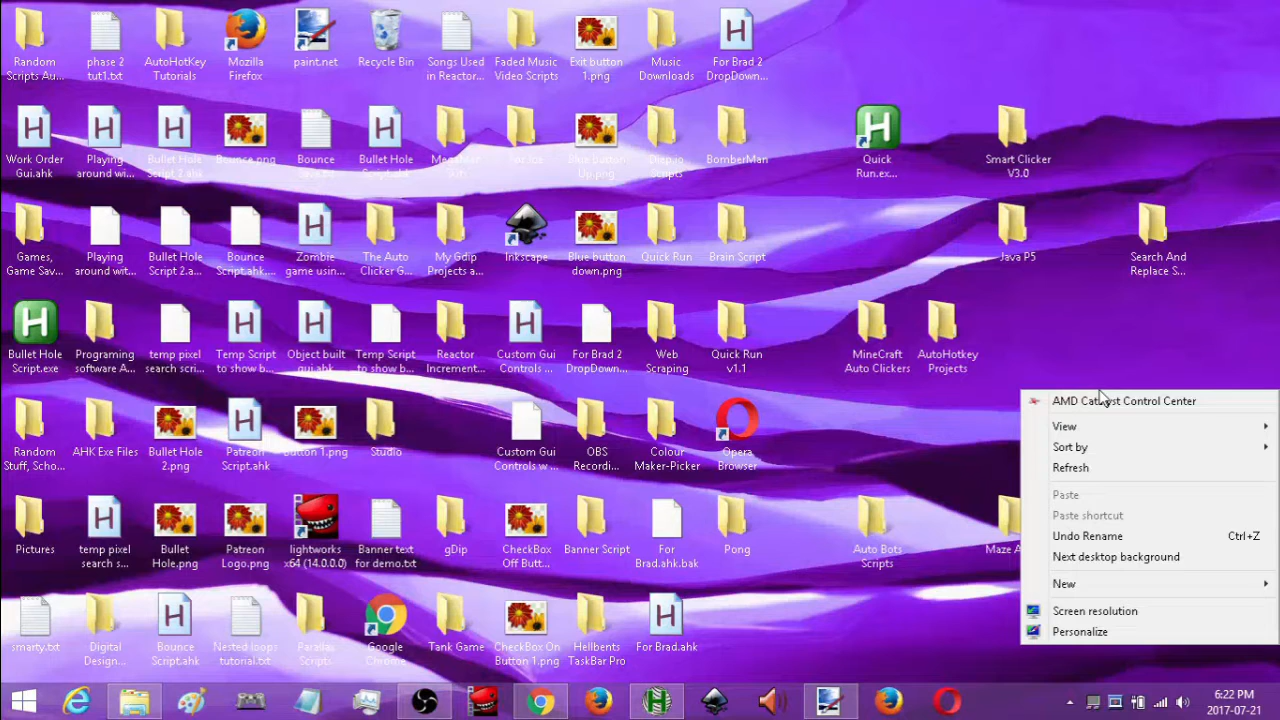 Random
Scripts Au...
phase 2
tut1.txt
AutoHotKey
Tutorials
Mozilla
Firefox
paint.net
Recycle Bin
Songs Used
in Reactor...
Faded Music
Video Scripts
Exit button
1.png
Music
Downloads
For Brad 2
DropDown...
Work Order
Gui.ahk
Playing
around wi...
Bullet Hole
Script 2.ahk
Bounce.png
Bounce
Bullet Hole
Script.ahk
Blue button
Up.png
Scripts
BomberMan
Quick
Run.ex...
Smart Clicker
V3.0
Games,
Game Sav...
Playing
around wit...
Bullet Hole
Script 2.a...
Bounce
Script.ahk,...
Zombie
game usin...
The Auto
Clicker G...
My Gdip
Projects a...
Inkscape
Blue button
down.png
Quick Run
Brain Script
Java P5
Search And
Replace S...
Bullet Hole
Script.exe
Programing
software A...
temp pixel
search scri...
Temp Script
to show b...
Object built
gui.ahk
Temp Script
to show b...
Reactor
Increment...
Custom Gui
Controls ...
For Brad 2
DropDown...
Web
Scraping
Quick Run
v1.1
MineCraft
Auto Clickers
AutoHotkey
Projects
Random
Stuff, Scho...
AHK Exe Files
Bullet Hole
2.png
Patreon
Script.ahk
Button 1.png
Studio
Custom Gui
Controls w...
OBS
Recordi...
Colour
Maker-Picker
Opera
Browser
Pictures
temp pixel
search s...
Bullet
Hole.png
Patreon
Logo.png
lightworks
x64 (14.0.0.0)
Banner text
for demo.txt
gDip
CheckBox
Off Butt...
Banner Script
For
Brad.ahk.bak
Pong
Auto Bots
Scripts
Maze A
smarty.txt
Digital
Design...
Bounce
Script.ahk
Nested loops
tutorial.txt
Parallax
Scripts
Google
Chrome
Tank Game
CheckBox On
Button 1.png
Hellbents
TaskBar Pro
For Brad.ahk
AMD Catalyst Control Center
View
Sort by
Refresh
Paste
Paste shortcut
Undo Rename Ctrl+Z
Next desktop background
New
Screen resolution
Personalize
6:22 PM
2017-07-21